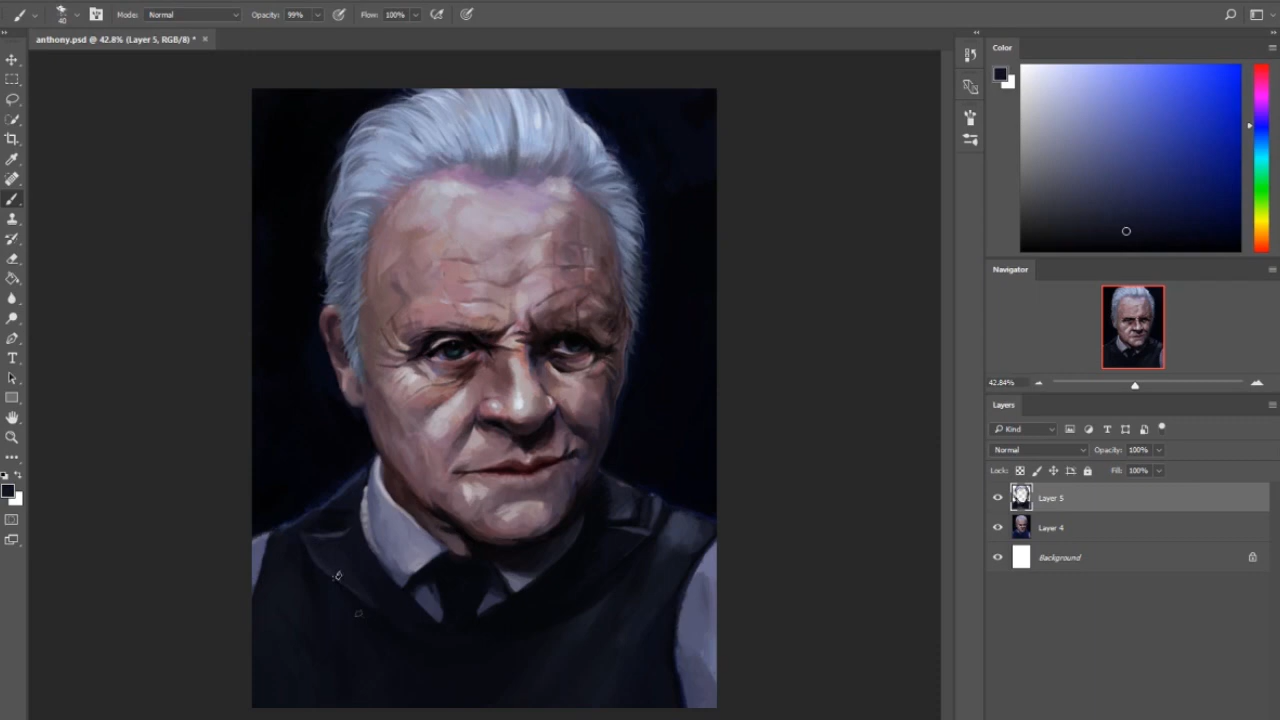 40
Mode: Normal
Opacity: 99%
Flow: 100%
anthony.psd @ 42.8% (Layer 5, RGB/8) * ×
Color
Navigator
42.84%
Layers
Kind
Normal
Opacity: 100%
Lock:
Fill: 100%
Layer 5
Layer 4
Background